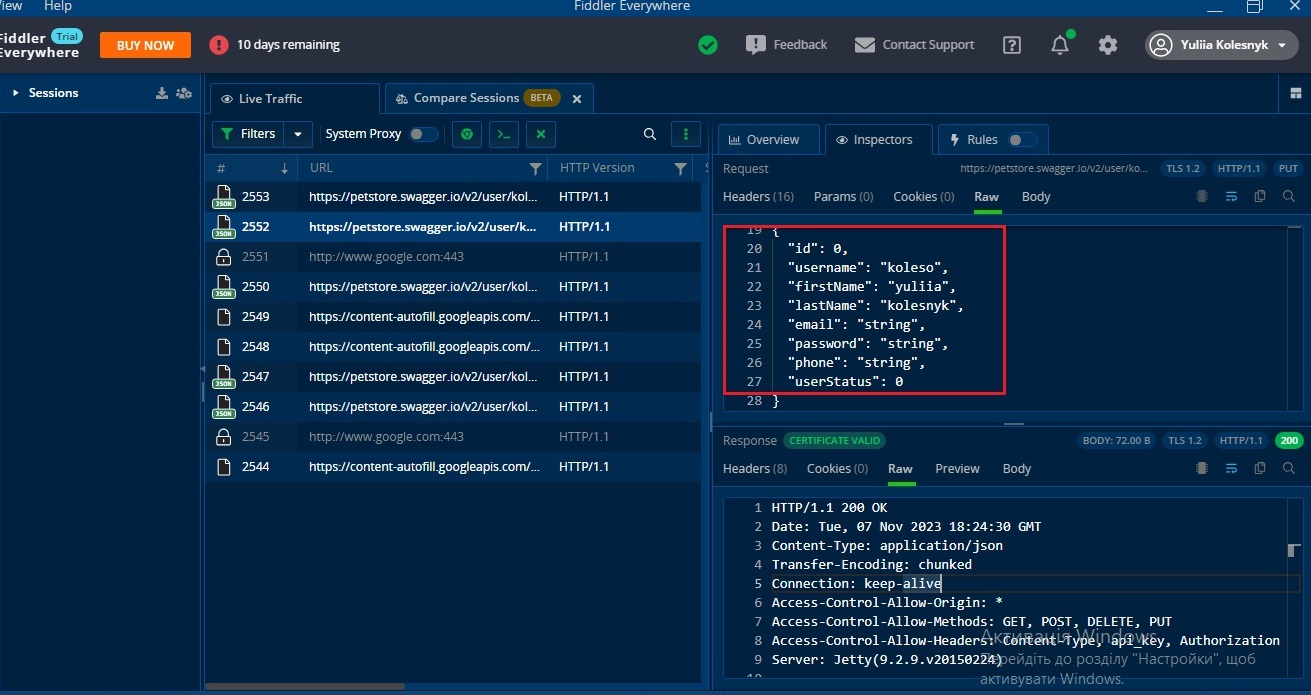 View Help Fiddler Everywhere
Fiddler Trial
Everywhere
BUY NOW
! 10 days remaining
Feedback
Contact Support
?
Yuliia Kolesnyk
Sessions
Live Traffic
Compare Sessions BETA
Filters
System Proxy
# URL HTTP Version S
2553 https://petstore.swagger.io/v2/user/kol... HTTP/1.1
2552 https://petstore.swagger.io/v2/user/k... HTTP/1.1
2551 http://www.google.com:443 HTTP/1.1
2550 https://petstore.swagger.io/v2/user/kol... HTTP/1.1
2549 https://content-autofill.googleapis.com/... HTTP/1.1
2548 https://content-autofill.googleapis.com/... HTTP/1.1
2547 https://petstore.swagger.io/v2/user/kol... HTTP/1.1
2546 https://petstore.swagger.io/v2/user/kol... HTTP/1.1
2545 http://www.google.com:443 HTTP/1.1
2544 https://content-autofill.googleapis.com/... HTTP/1.1
JSON
JSON
JSON
JSON
JSON
Overview
Inspectors
Rules
Request https://petstore.swagger.io/v2/user/ko... TLS 1.2 HTTP/1.1 PUT
Headers (16) Params (0) Cookies (0) Raw Body
19 {
20 "id": 0,
21 "username": "koleso",
22 "firstName": "yuliia",
23 "lastName": "kolesnyk",
24 "email": "string",
25 "password": "string",
26 "phone": "string",
27 "userStatus": 0
28 }
Response CERTIFICATE VALID BODY: 72.00 B TLS 1.2 HTTP/1.1 200
Headers (8) Cookies (0) Raw Preview Body
1 HTTP/1.1 200 OK
2 Date: Tue, 07 Nov 2023 18:24:30 GMT
3 Content-Type: application/json
4 Transfer-Encoding: chunked
5 Connection: keep-alive
6 Access-Control-Allow-Origin: *
7 Access-Control-Allow-Methods: GET, POST, DELETE, PUT
8 Access-Control-Allow-Headers: Content-Type, api_key, Authorization
9 Server: Jetty(9.2.9.v20150224)
10
Активація Windows
Перейдіть до розділу "Настройки", щоб
активувати Windows.